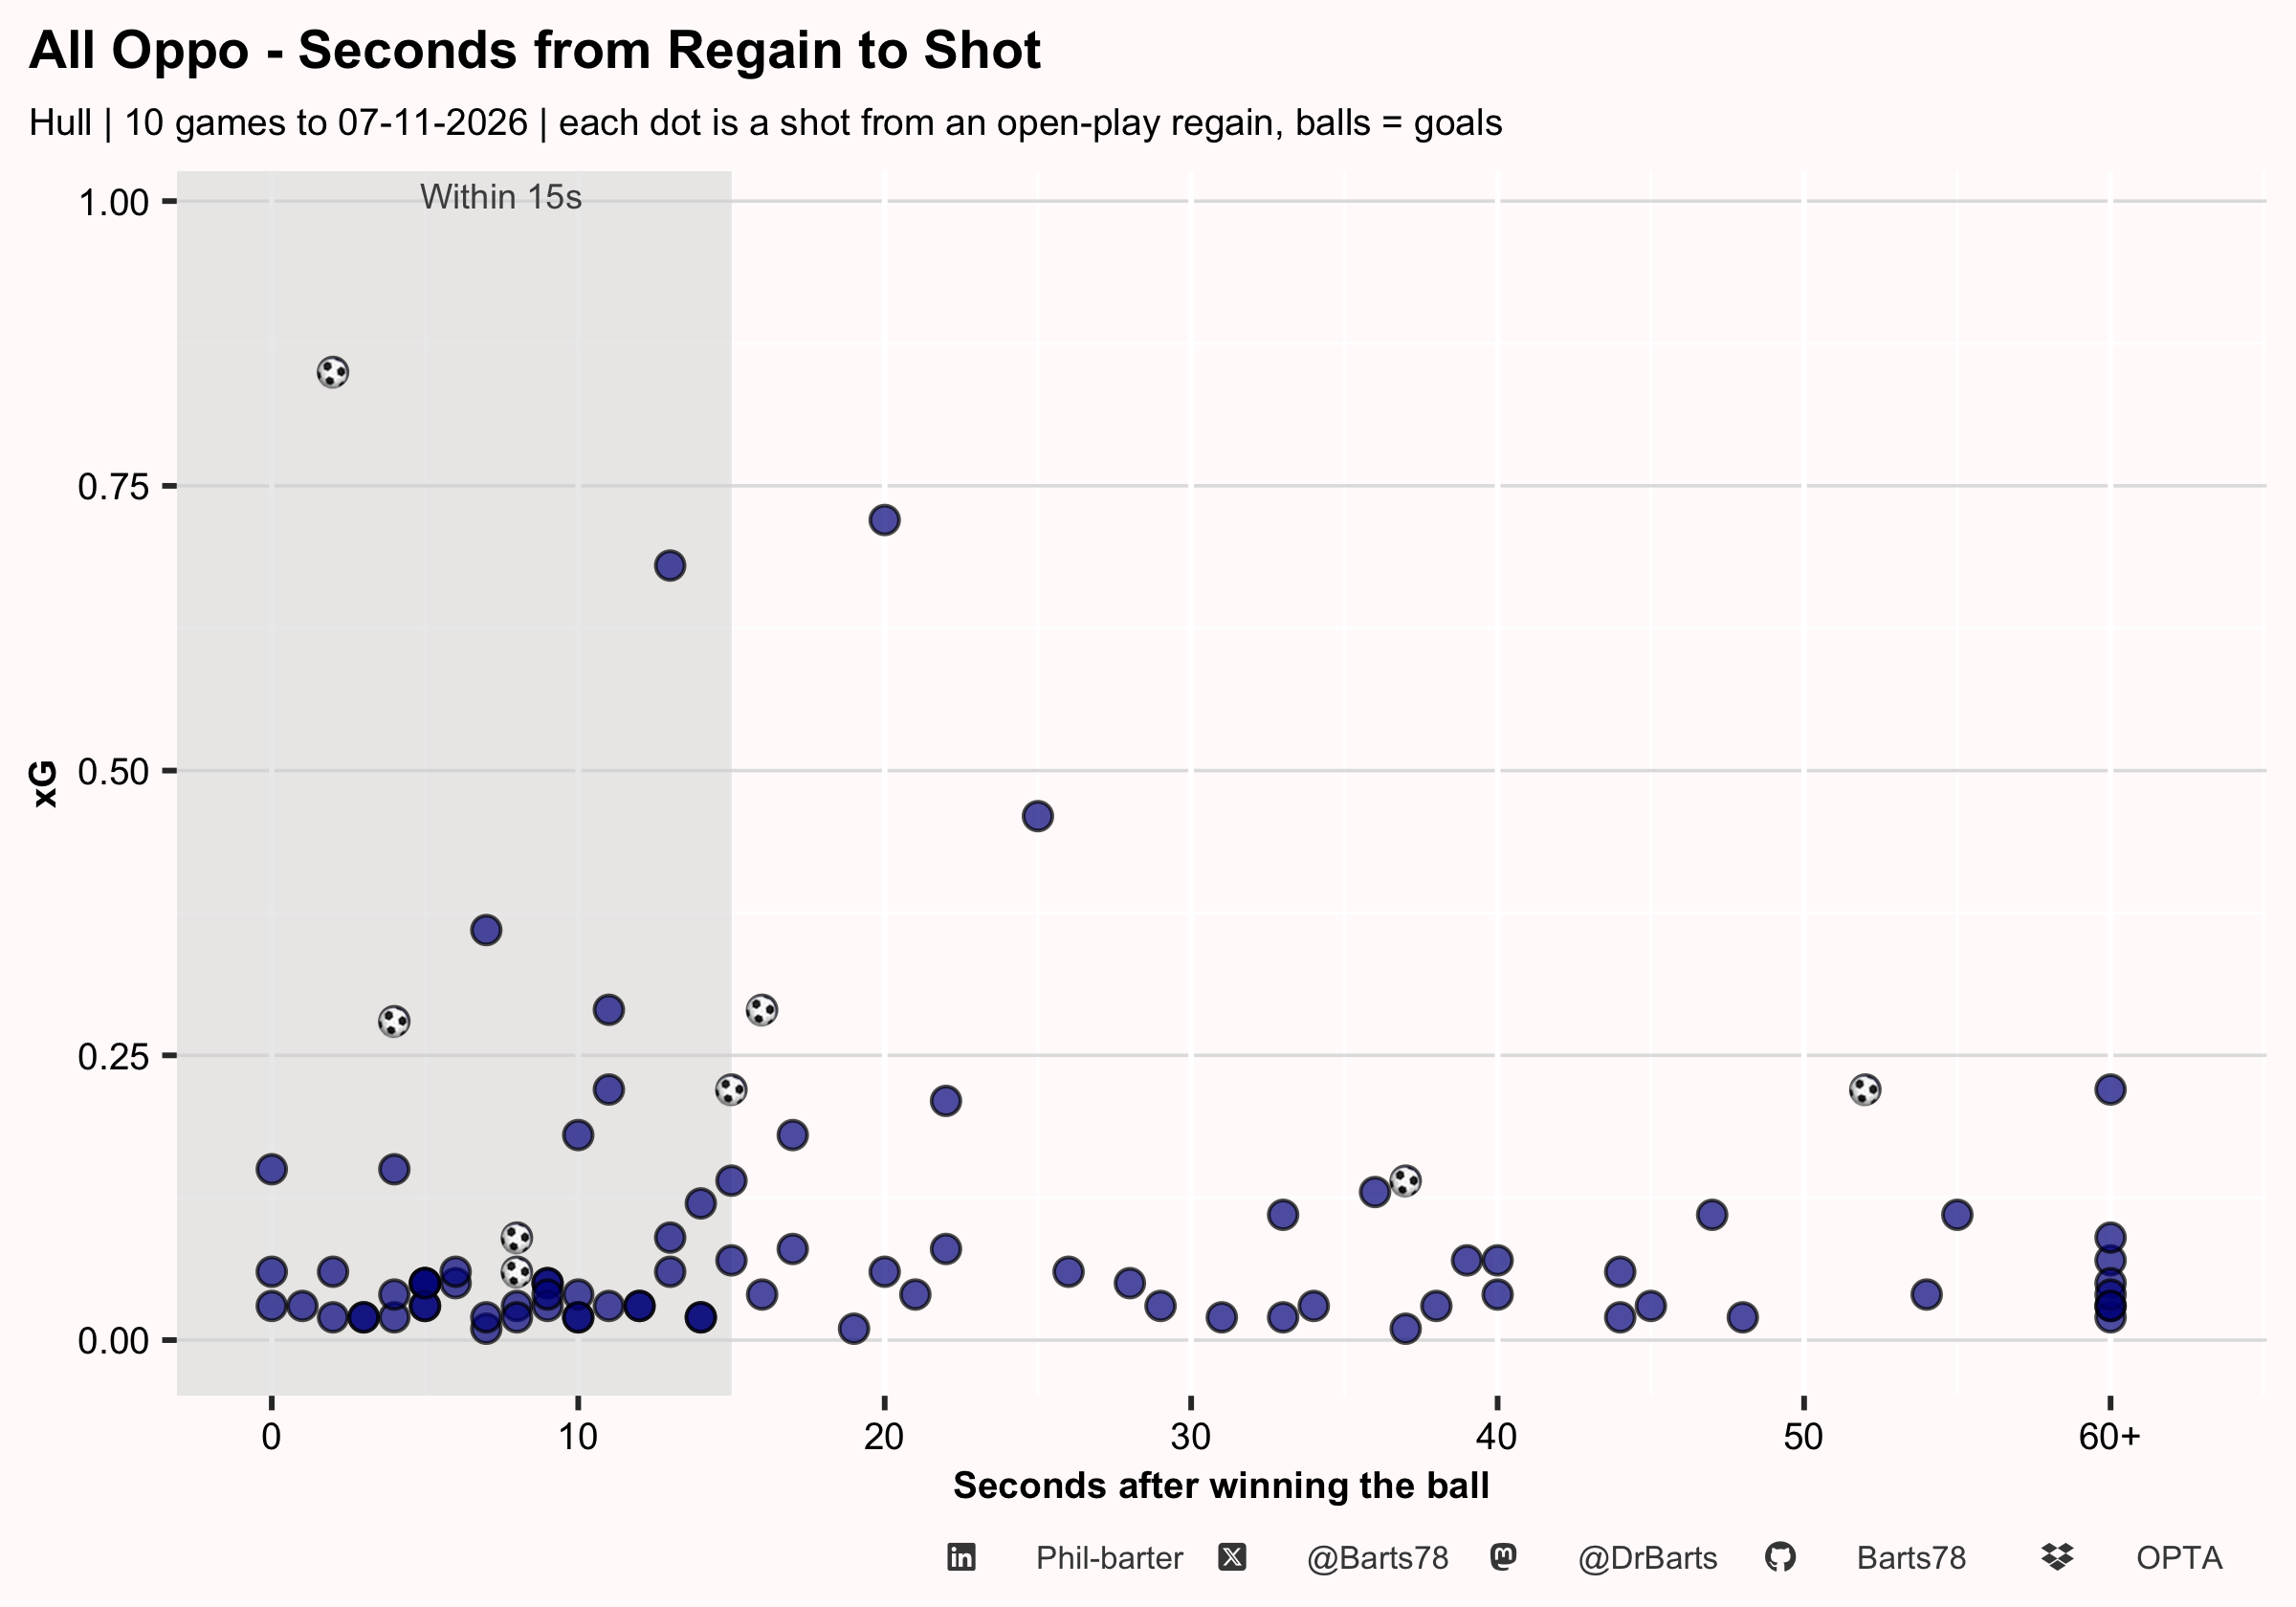 All Oppo - Seconds from Regain to Shot
Hull | 10 games to 07-11-2026 | each dot is a shot from an open-play regain, balls = goals
Within 15s
1.00
0.75
0.50
0.25
0.00
xG
0 10 20 30 40 50 60+
Seconds after winning the ball
Phil-barter @Barts78 @DrBarts Barts78 OPTA